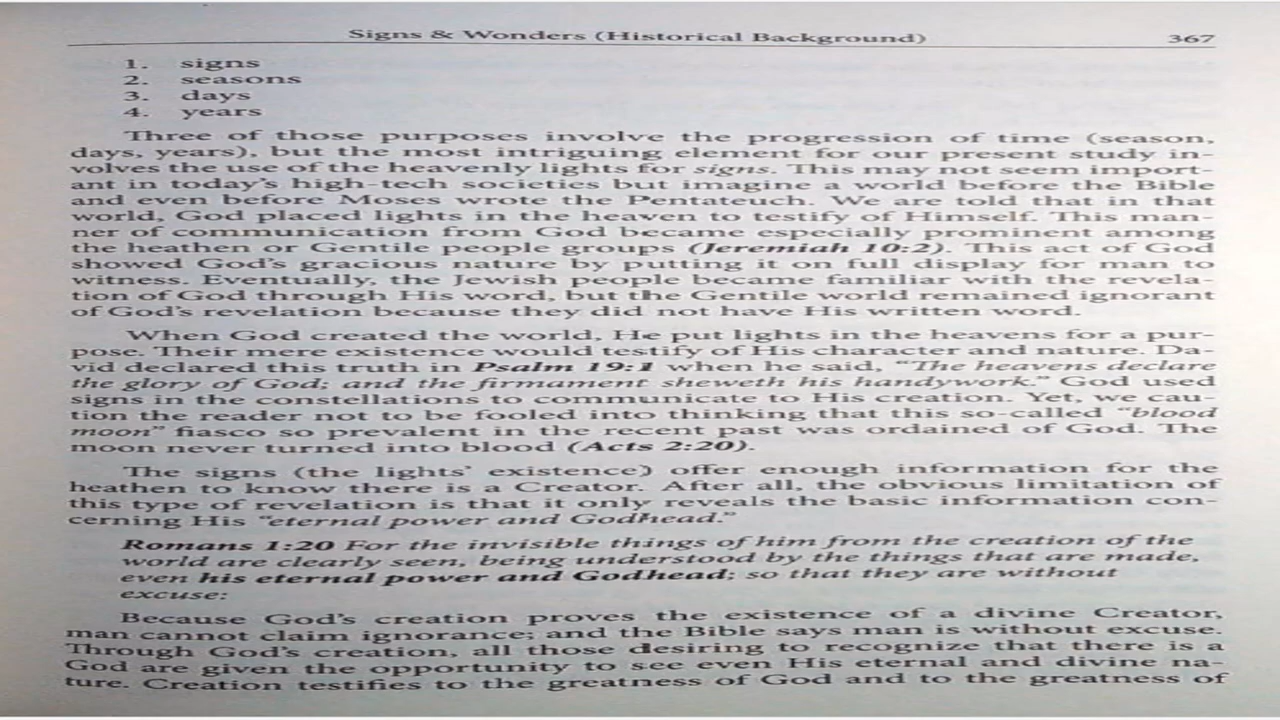 Signs & Wonders (Historical Background) 367
1. signs
2. seasons
3. days
4. years
Three of those purposes involve the progression of time (season,
days, years), but the most intriguing element for our present study in-
volves the use of the heavenly lights for signs. This may not seem import-
ant in today's high-tech societies but imagine a world before the Bible
and even before Moses wrote the Pentateuch. We are told that in that
world, God placed lights in the heaven to testify of Himself. This man-
ner of communication from God became especially prominent among
the heathen or Gentile people groups (Jeremiah 10:2). This act of God
showed God's gracious nature by putting it on full display for man to
witness. Eventually, the Jewish people became familiar with the revela-
tion of God through His word, but the Gentile world remained ignorant
of God's revelation because they did not have His written word.
When God created the world, He put lights in the heavens for a pur-
pose. Their mere existence would testify of His character and nature. Da-
vid declared this truth in Psalm 19:1 when he said, "The heavens declare
the glory of God; and the firmament sheweth his handywork." God used
signs in the constellations to communicate to His creation. Yet, we cau-
tion the reader not to be fooled into thinking that this so-called "blood
moon" fiasco so prevalent in the recent past was ordained of God. The
moon never turned into blood (Acts 2:20).
The signs (the lights' existence) offer enough information for the
heathen to know there is a Creator. After all, the obvious limitation of
this type of revelation is that it only reveals the basic information con-
cerning His "eternal power and Godhead."
Romans 1:20 For the invisible things of him from the creation of the
world are clearly seen, being understood by the things that are made,
even his eternal power and Godhead; so that they are without
excuse:
Because God's creation proves the existence of a divine Creator,
man cannot claim ignorance; and the Bible says man is without excuse.
Through God's creation, all those desiring to recognize that there is a
God are given the opportunity to see even His eternal and divine na-
ture. Creation testifies to the greatness of God and to the greatness of